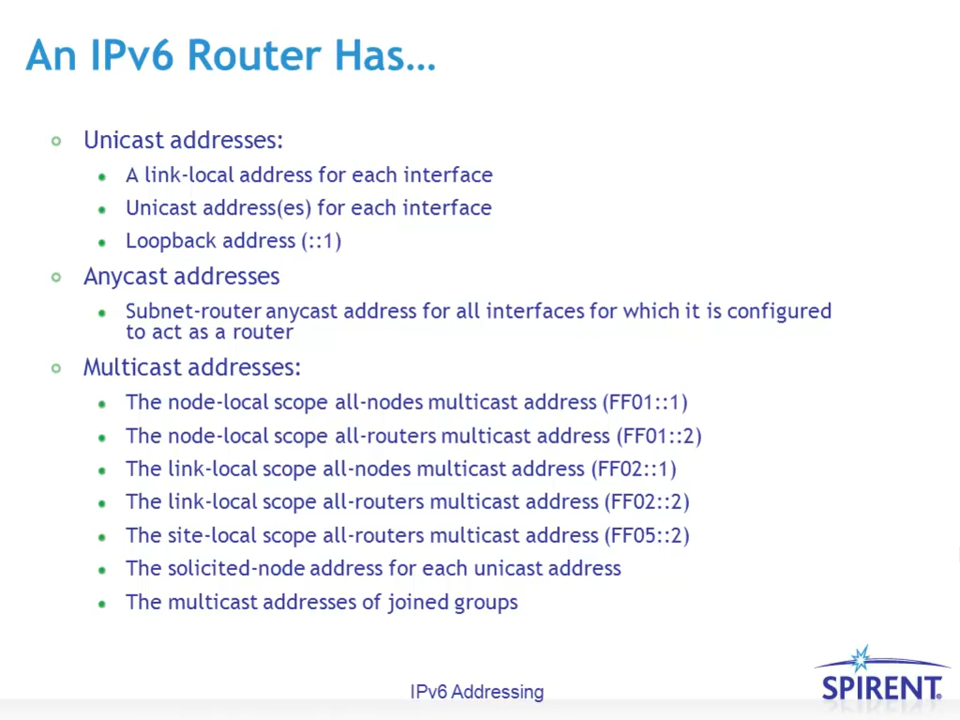 An IPv6 Router Has…
Unicast addresses:
A link-local address for each interface
Unicast address(es) for each interface
Loopback address (::1)
Anycast addresses
Subnet-router anycast address for all interfaces for which it is configured
to act as a router
Multicast addresses:
The node-local scope all-nodes multicast address (FF01::1)
The node-local scope all-routers multicast address (FF01::2)
The link-local scope all-nodes multicast address (FF02::1)
The link-local scope all-routers multicast address (FF02::2)
The site-local scope all-routers multicast address (FF05::2)
The solicited-node address for each unicast address
The multicast addresses of joined groups
IPv6 Addressing
SPIRENT®